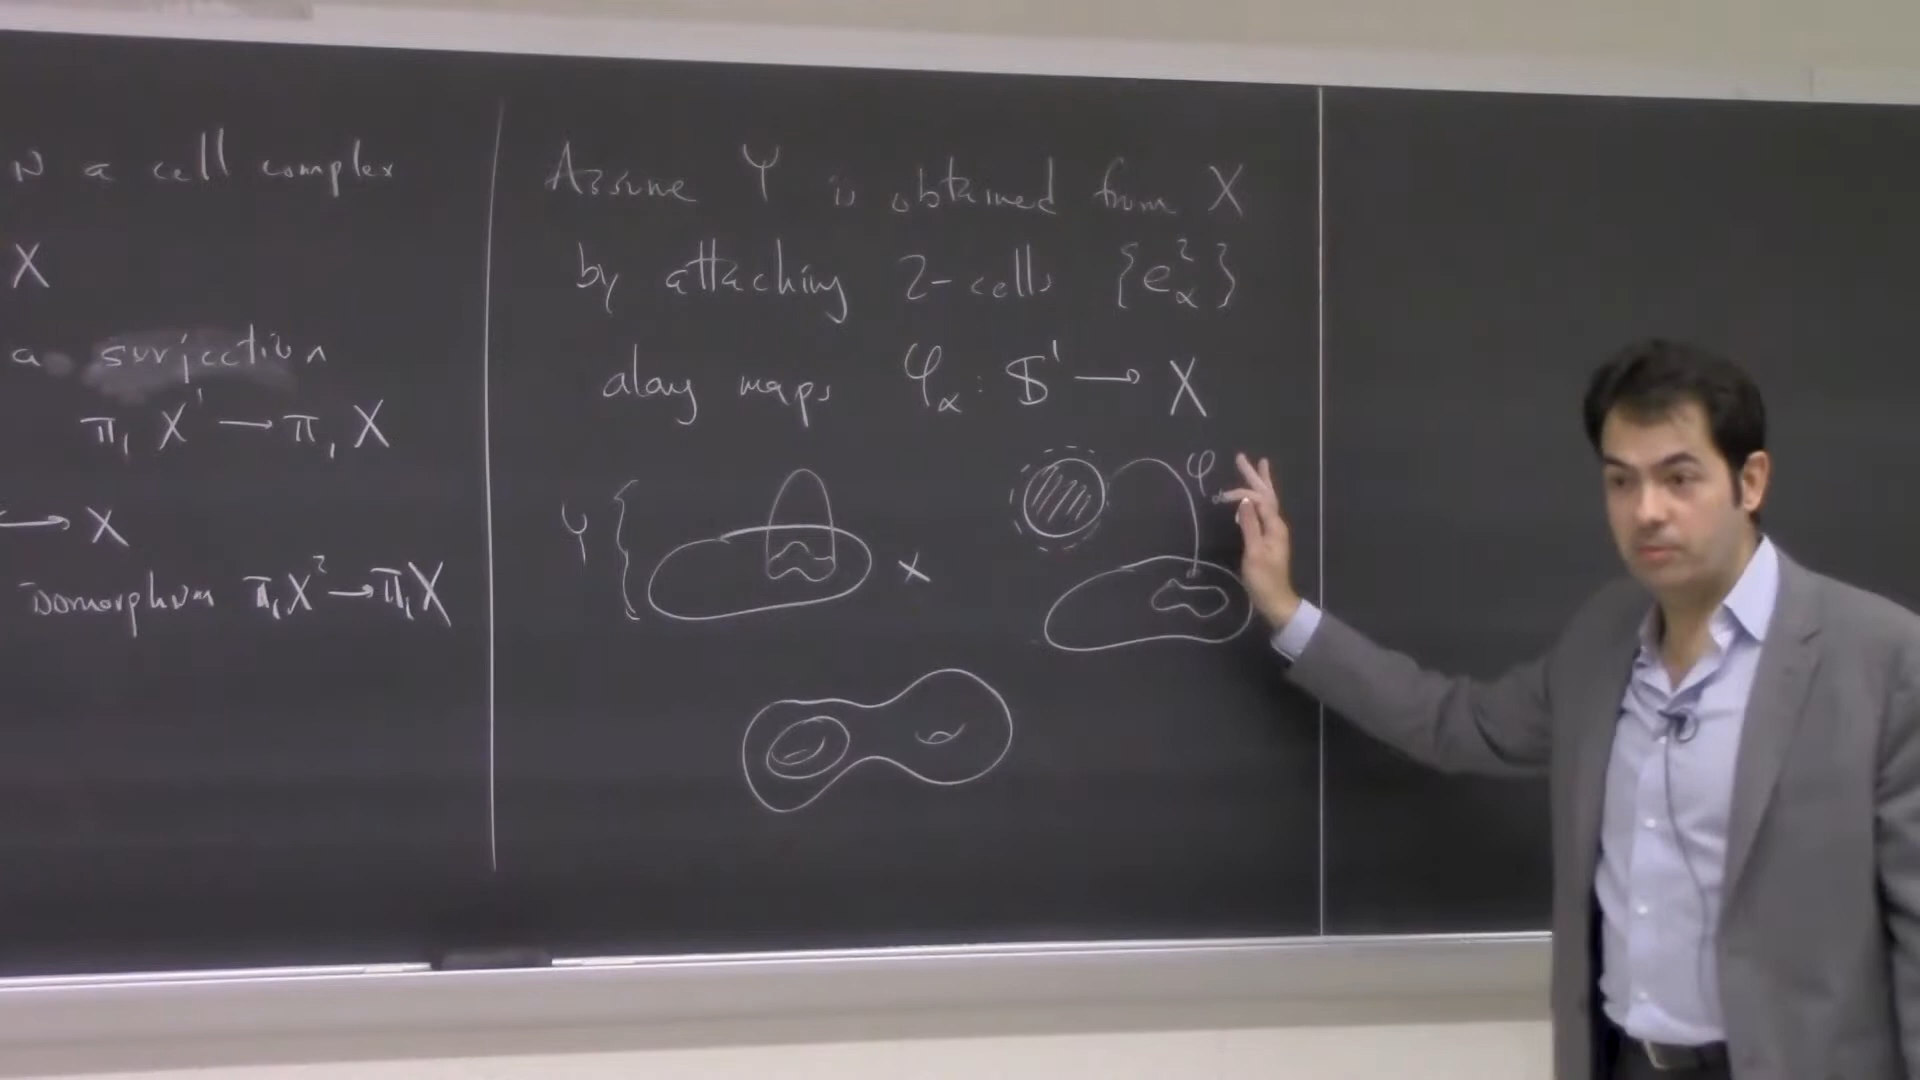 N a cell complex
X
a surjection
π₁ X¹ → π₁ X
→ X
isomorphism π₁X² → π₁X
Assume Y is obtained from X
by attaching 2-cells {e²_α}
along maps φ_α : S¹ → X
Y {
X
φ_α